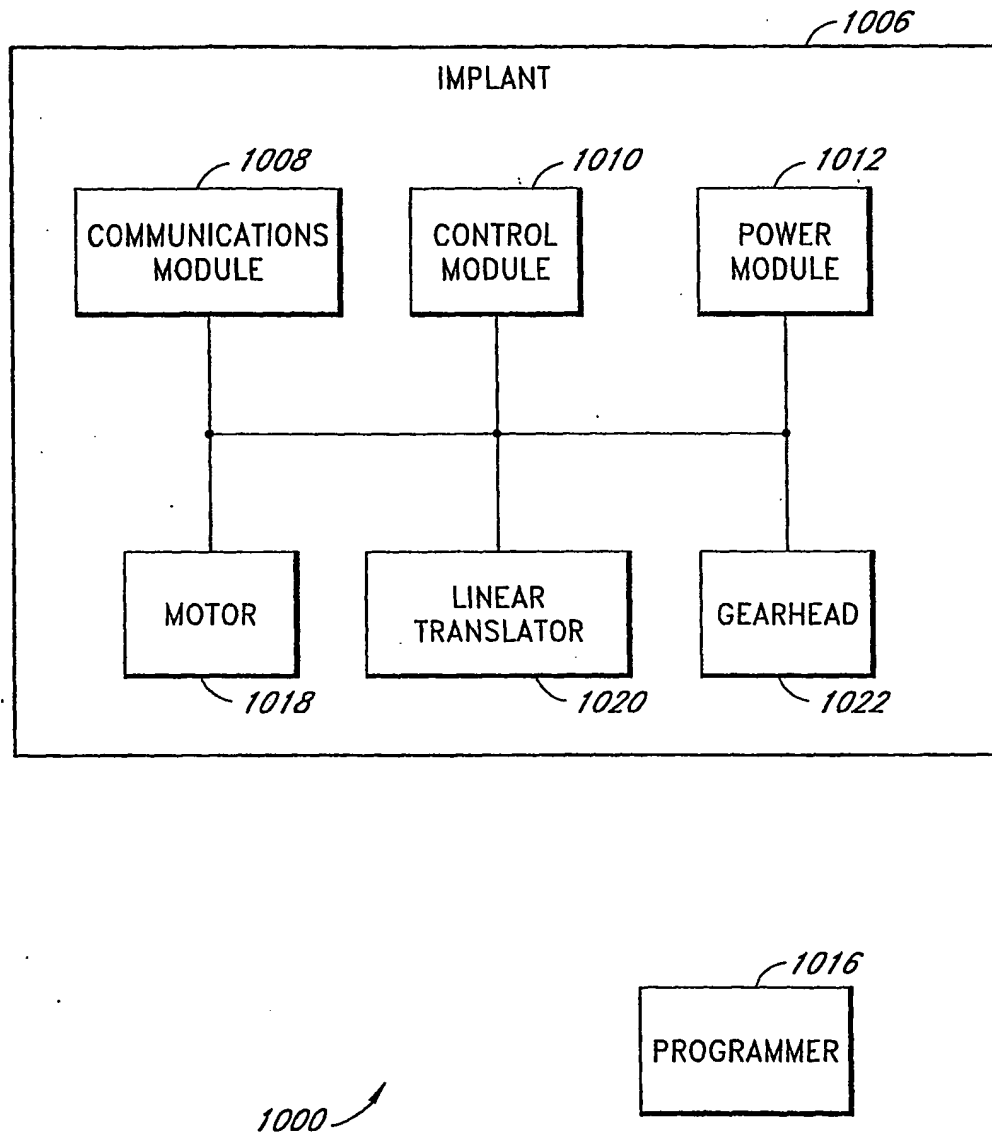 1006
IMPLANT
1008
1010
1012
COMMUNICATIONS
MODULE
CONTROL
MODULE
POWER
MODULE
MOTOR
LINEAR
TRANSLATOR
GEARHEAD
1018
1020
1022
1016
PROGRAMMER
1000